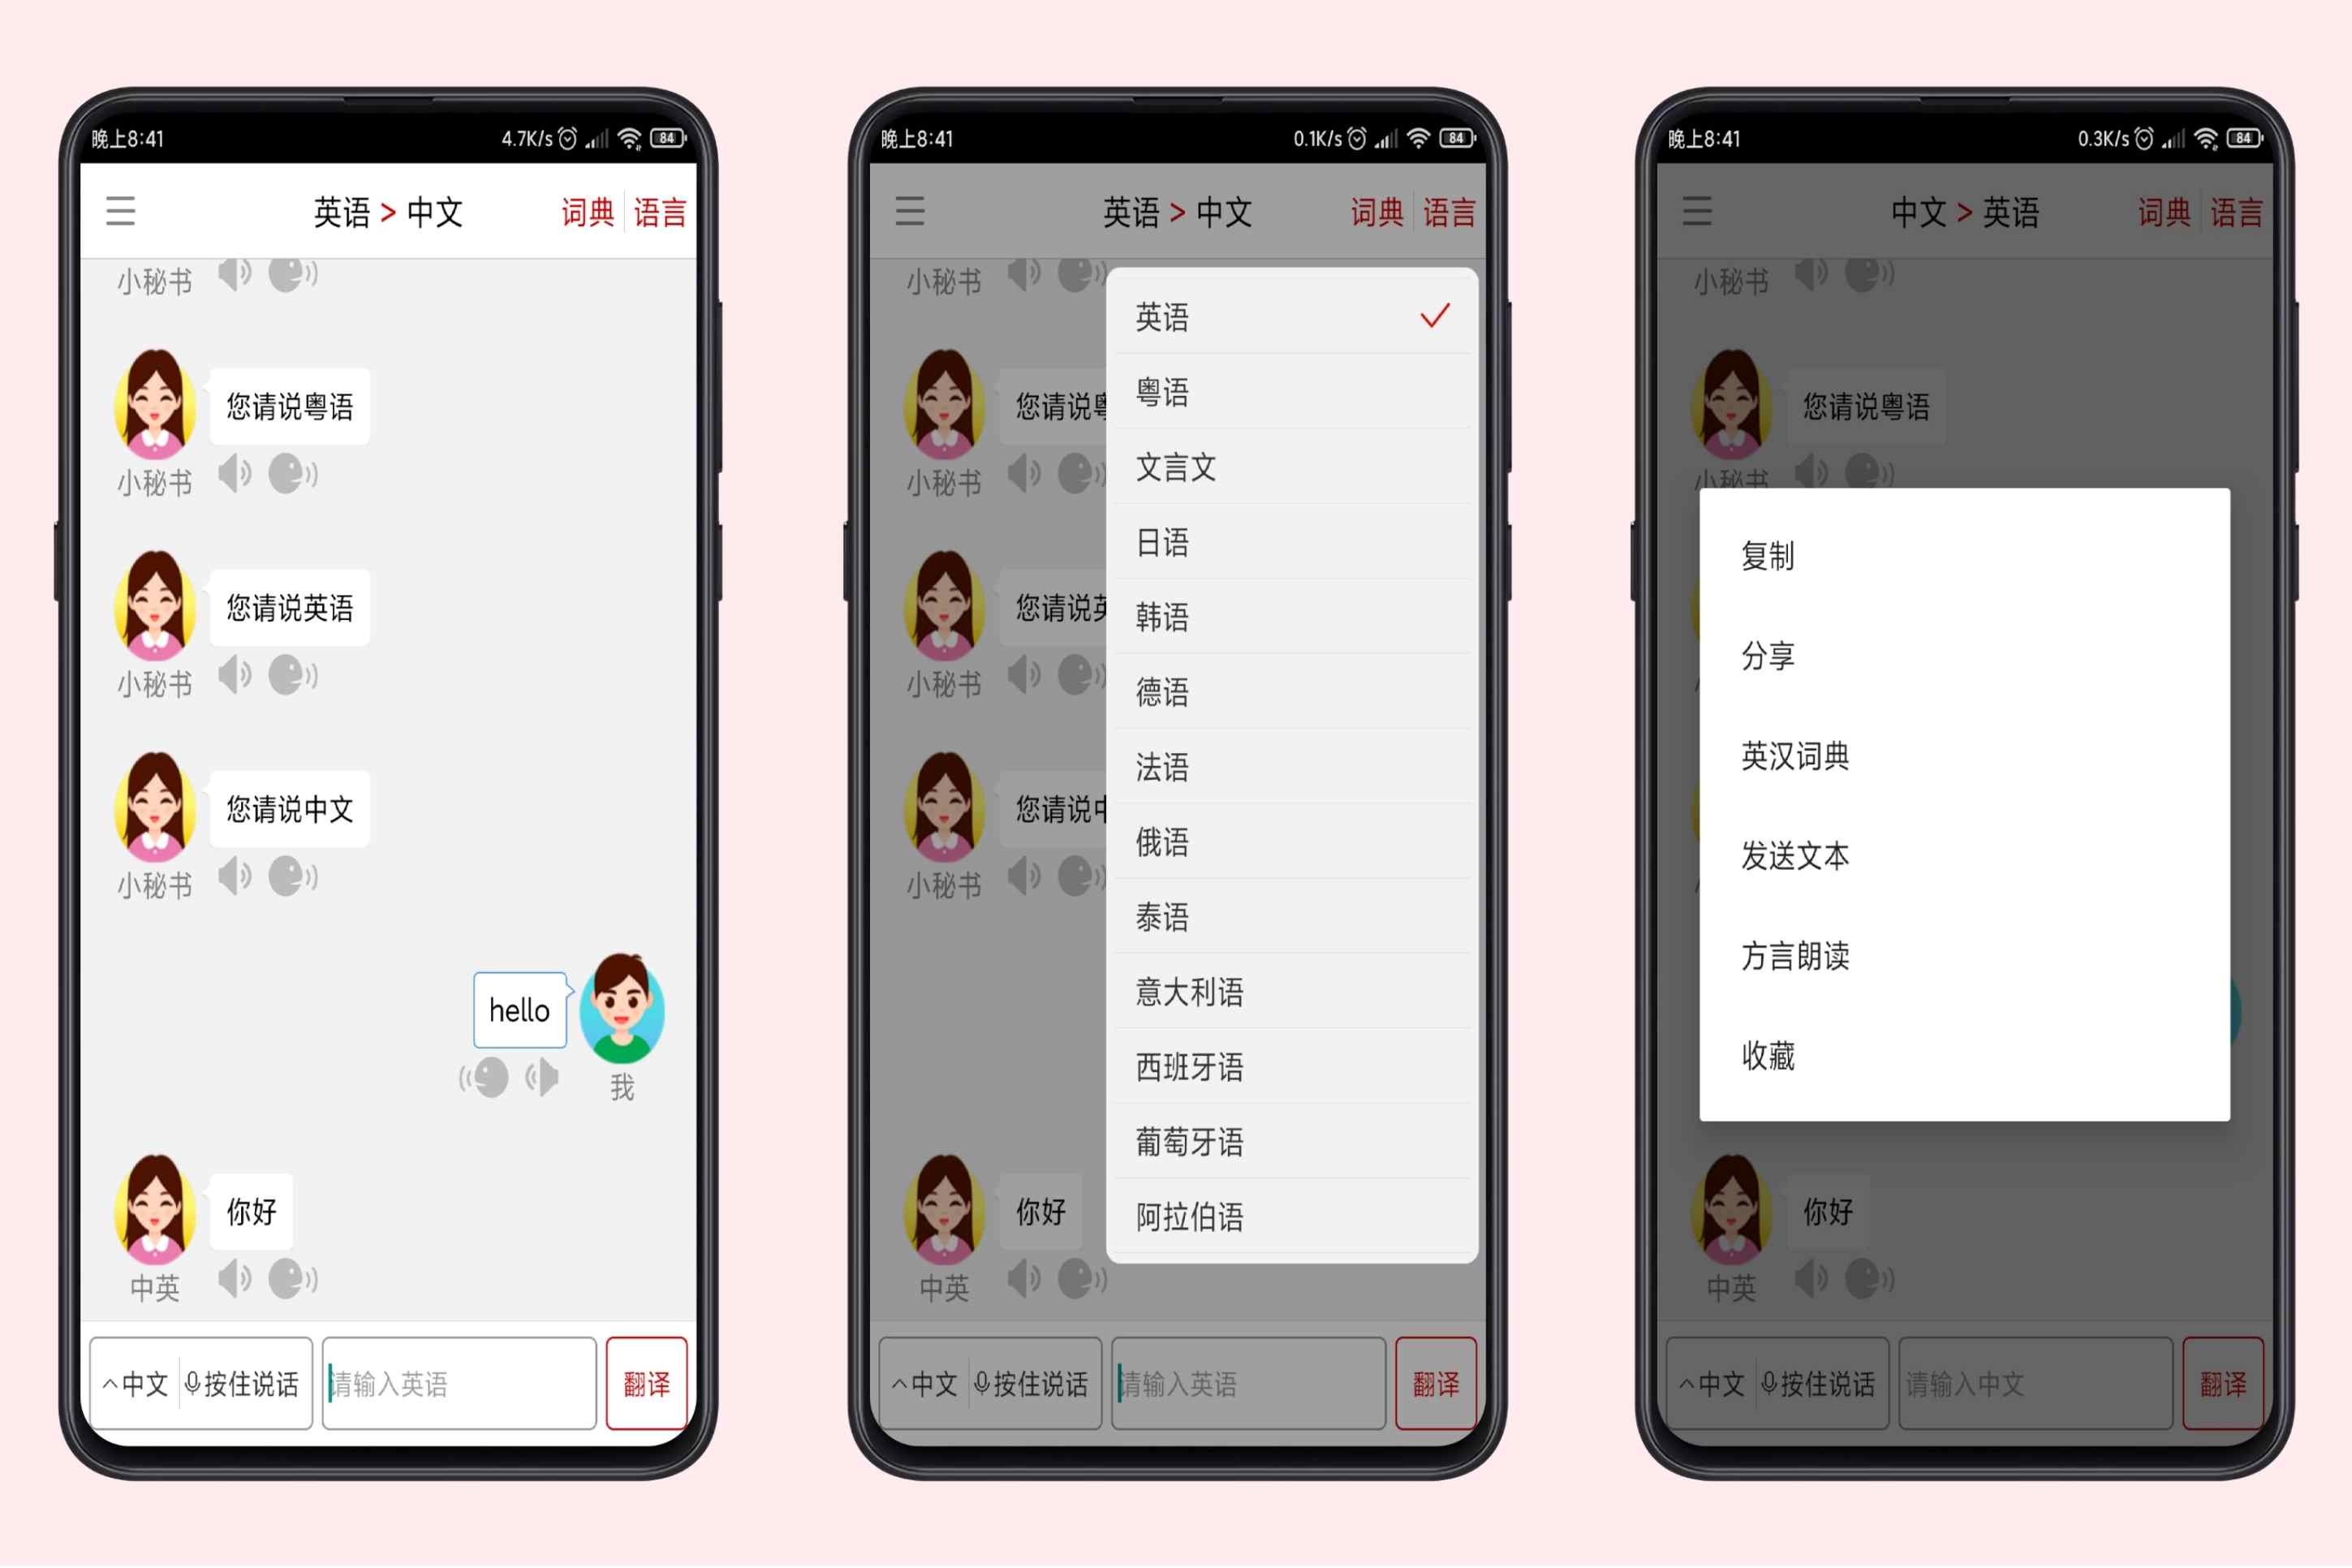 晚上8:41 4.7K/s 84
英语 > 中文 词典 语言
小秘书
您请说粤语
小秘书
您请说英语
小秘书
您请说中文
小秘书
hello
我
你好
中英
中文 按住说话 请输入英语 翻译
晚上8:41 0.1K/s 84
英语 > 中文 词典 语言
小秘书
英语
粤语
您请说
文言文
小秘书
日语
韩语
您请说
德语
小秘书
法语
您请说
俄语
小秘书
泰语
意大利语
西班牙语
葡萄牙语
你好
阿拉伯语
中英
中文 按住说话 请输入英语 翻译
晚上8:41 0.3K/s 84
中文 > 英语 词典 语言
小秘书
您请说粤语
小秘书
复制
分享
英汉词典
发送文本
方言朗读
收藏
你好
中英
中文 按住说话 请输入中文 翻译